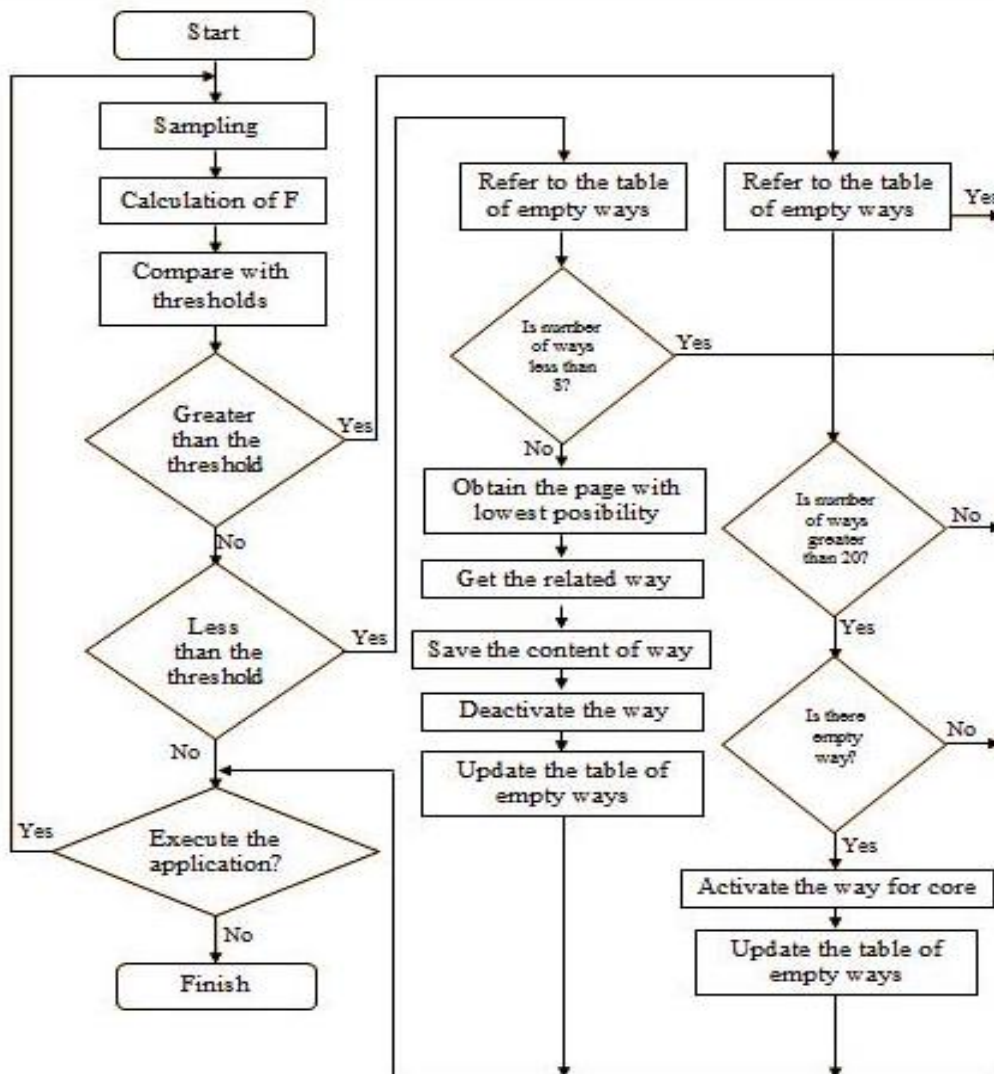 Start
Sampling
Calculation of F
Compare with
thresholds
Greater
than the
threshold
Yes
No
Less
than the
threshold
Yes
No
Yes
Execute the
application?
No
Finish
Refer to the table
of empty ways
Is number
of ways
less than
8?
Yes
No
Obtain the page with
lowest posibility
Get the related way
Save the content of way
Deactivate the way
Update the table of
empty ways
Refer to the table
of empty ways
Yes
Is number
of ways
greater
than 20?
No
Yes
Is there
empty
way?
No
Yes
Activate the way for core
Update the table of
empty ways